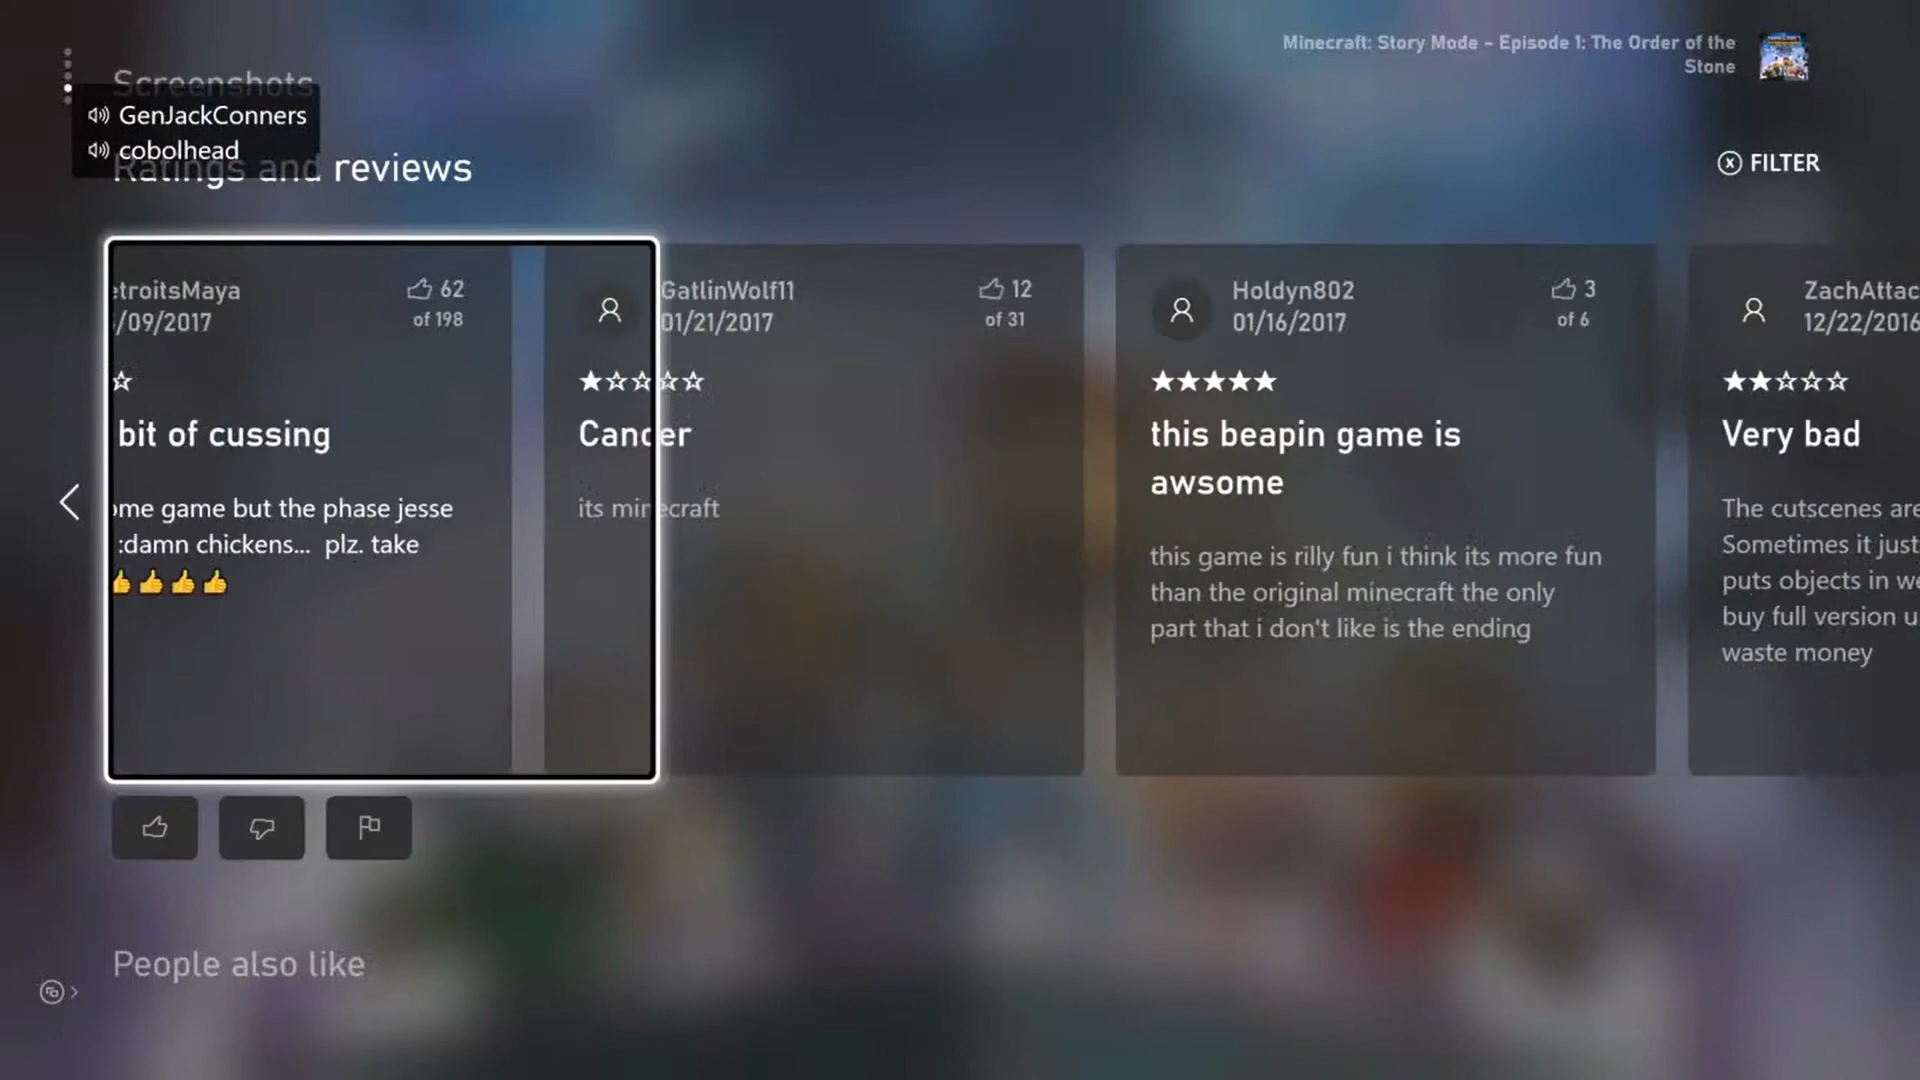 Minecraft: Story Mode - Episode 1: The Order of the
Stone
Screenshots
GenJackConners
cobolhead
Ratings and reviews
FILTER
etroitsMaya
62
/09/2017
of 198
bit of cussing
ome game but the phase jesse
:damn chickens... plz. take
GatlinWolf11
12
01/21/2017
of 31
Cancer
its minecraft
Holdyn802
3
01/16/2017
of 6
this beapin game is
awsome
this game is rilly fun i think its more fun
than the original minecraft the only
part that i don't like is the ending
ZachAttac
12/22/2016
Very bad
The cutscenes are
Sometimes it just
puts objects in we
buy full version u
waste money
People also like